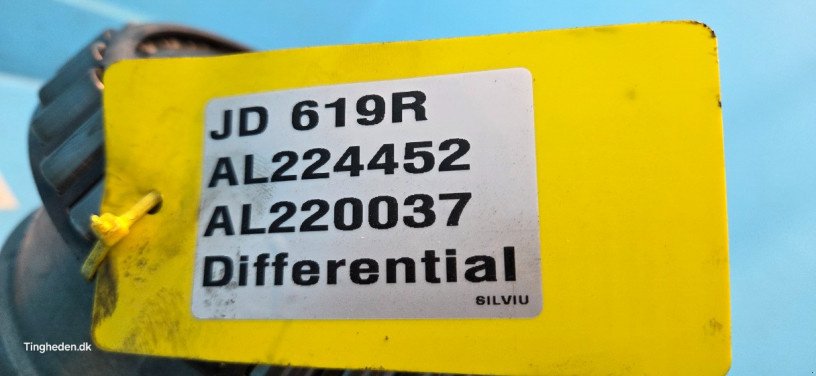 JD 619R
AL224452
AL220037
Differential
SILVIU
Tingheden.dk